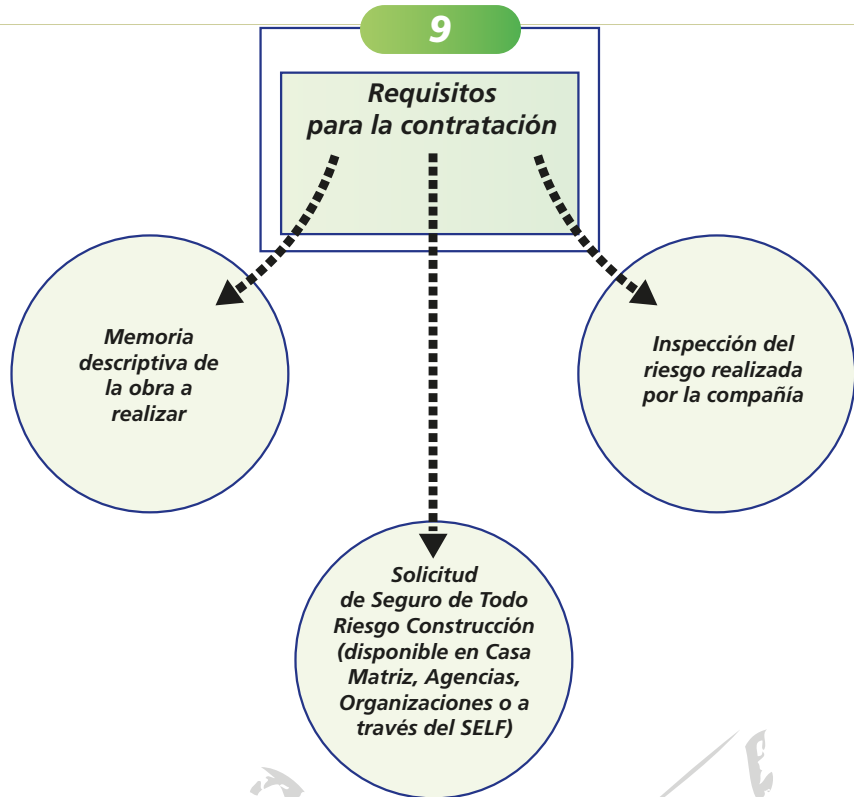 9
Requisitos
para la contratación
Memoria
descriptiva de
la obra a
realizar
Inspección del
riesgo realizada
por la compañía
Solicitud
de Seguro de Todo
Riesgo Construcción
(disponible en Casa
Matriz, Agencias,
Organizaciones o a
través del SELF)